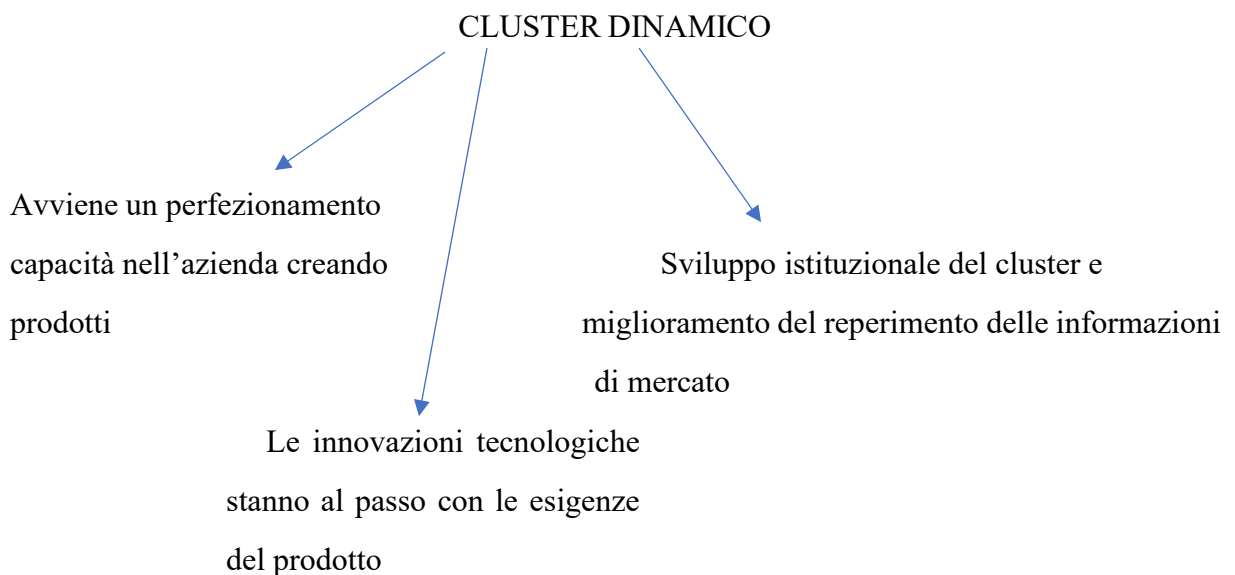 CLUSTER DINAMICO
Avviene un perfezionamento
capacità nell’azienda creando
prodotti
Sviluppo istituzionale del cluster e
miglioramento del reperimento delle informazioni
di mercato
Le innovazioni tecnologiche
stanno al passo con le esigenze
del prodotto